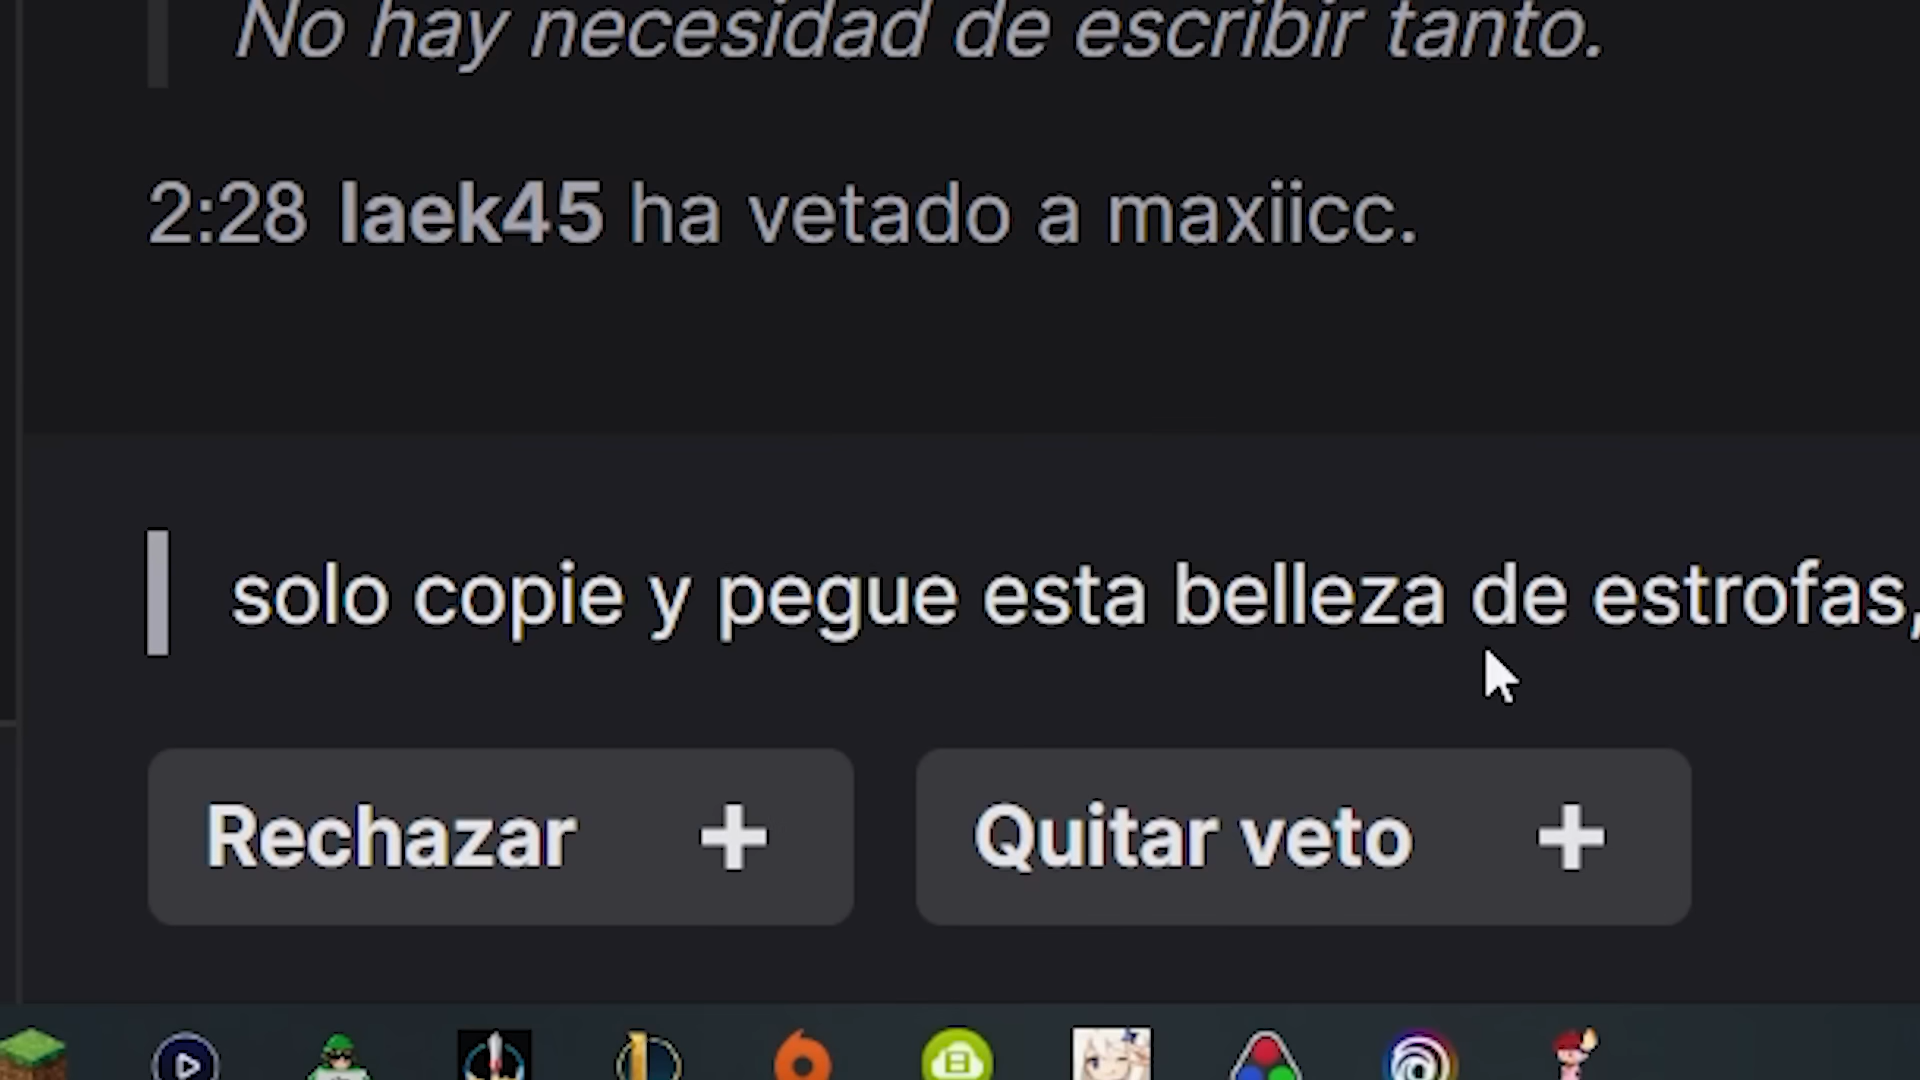 No hay necesidad de escribir tanto.
2:28 laek45 ha vetado a maxiicc.
solo copie y pegue esta belleza de estrofas,
Rechazar +
Quitar veto +